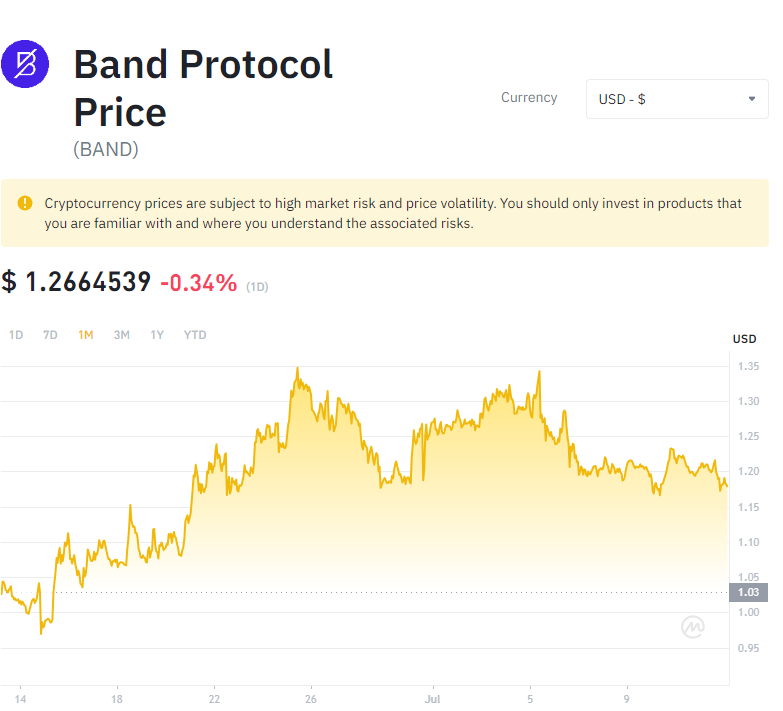 Band Protocol
Price
(BAND)
Currency
USD - $
Cryptocurrency prices are subject to high market risk and price volatility. You should only invest in products that
you are familiar with and where you understand the associated risks.
$ 1.2664539 -0.34% (1D)
1D 7D 1M 3M 1Y YTD
USD
1.35
1.30
1.25
1.20
1.15
1.10
1.05
1.03
1.00
0.95
14 18 22 26 Jul 5 9